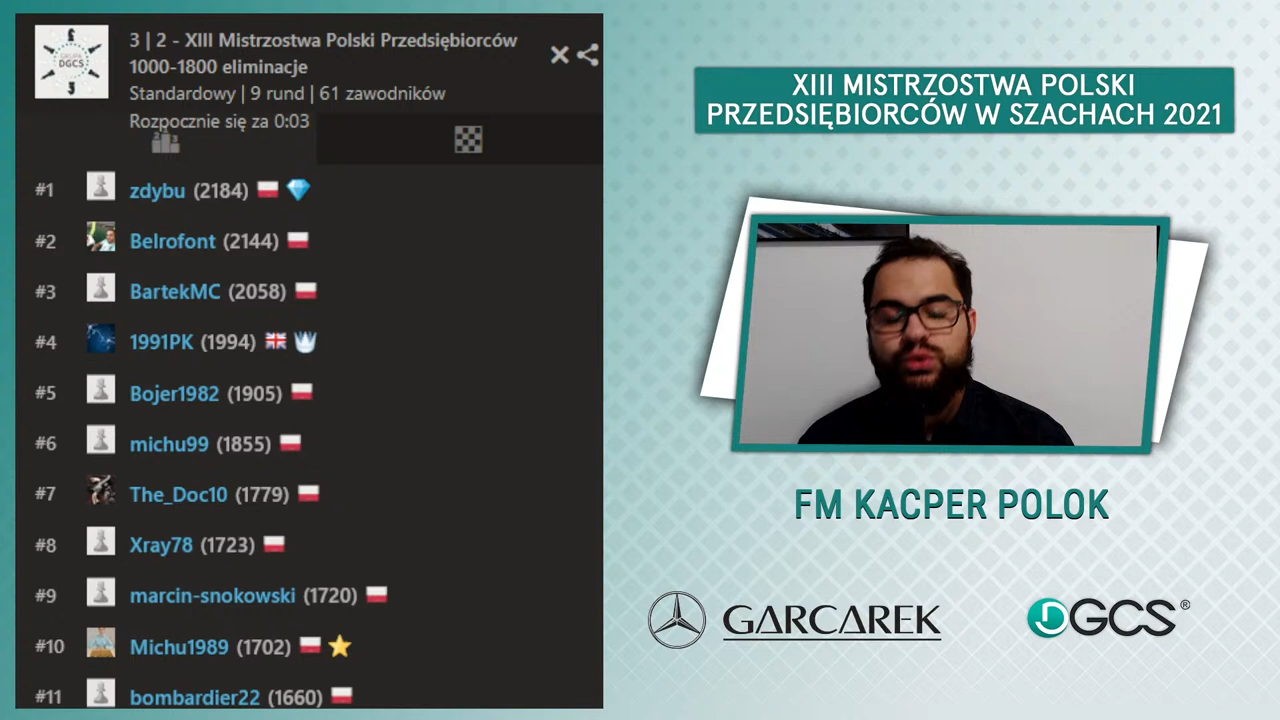 3 | 2 - XIII Mistrzostwa Polski Przedsiębiorców
1000-1800 eliminacje
Standardowy | 9 rund | 61 zawodników
Rozpocznie się za 0:03
GRUPA
DGCS
#1 zdybu (2184)
#2 Belrofont (2144)
#3 BartekMC (2058)
#4 1991PK (1994)
#5 Bojer1982 (1905)
#6 michu99 (1855)
#7 The_Doc10 (1779)
#8 Xray78 (1723)
#9 marcin-snokowski (1720)
#10 Michu1989 (1702)
#11 bombardier22 (1660)
XIII MISTRZOSTWA POLSKI
PRZEDSIĘBIORCÓW W SZACHACH 2021
FM KACPER POLOK
GARCAREK
DGCS®